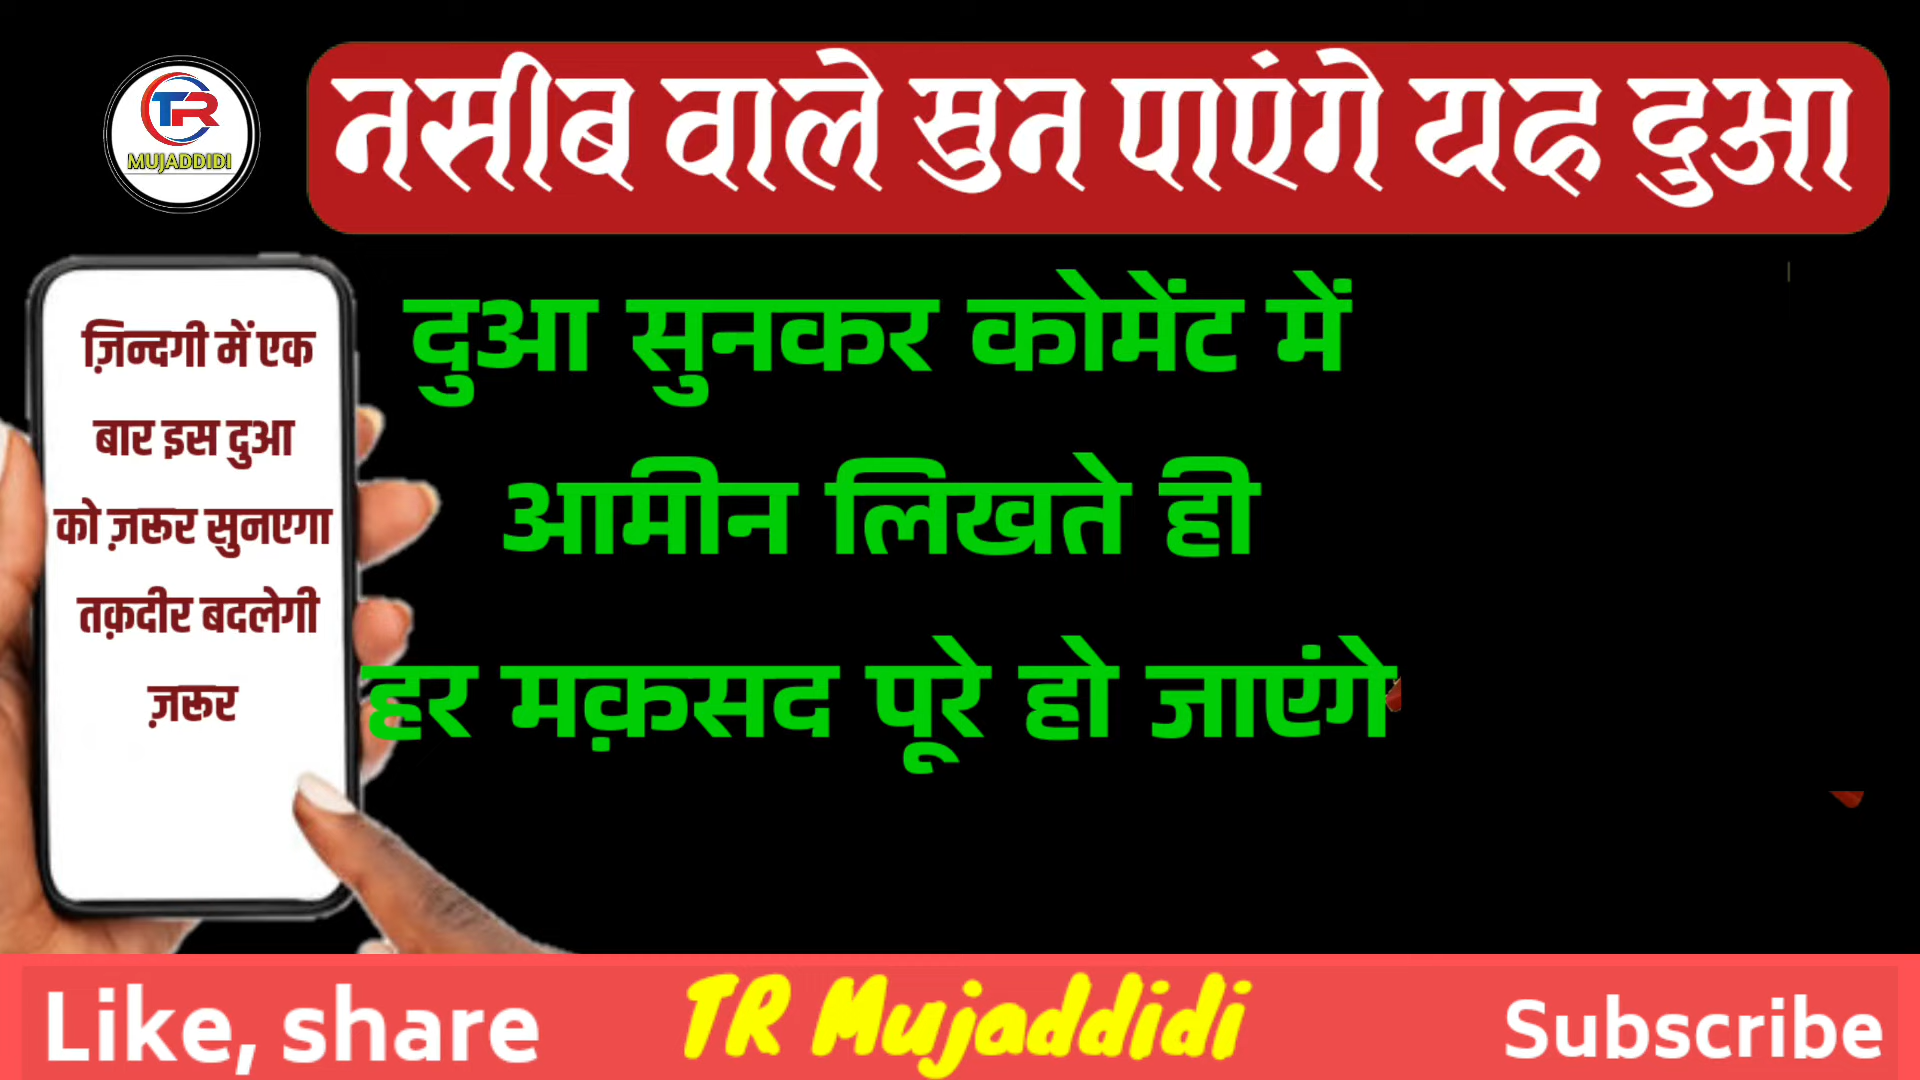 TR
MUJADDIDI
नसीब वाले सुन पाएंगे यह दुआ
ज़िन्दगी में एक
बार इस दुआ
को ज़रूर सुनएगा
तक़दीर बदलेगी
ज़रूर
दुआ सुनकर कोमेंट में
आमीन लिखते ही
हर मक़सद पूरे हो जाएंगे
Like, share
TR Mujaddidi
Subscribe